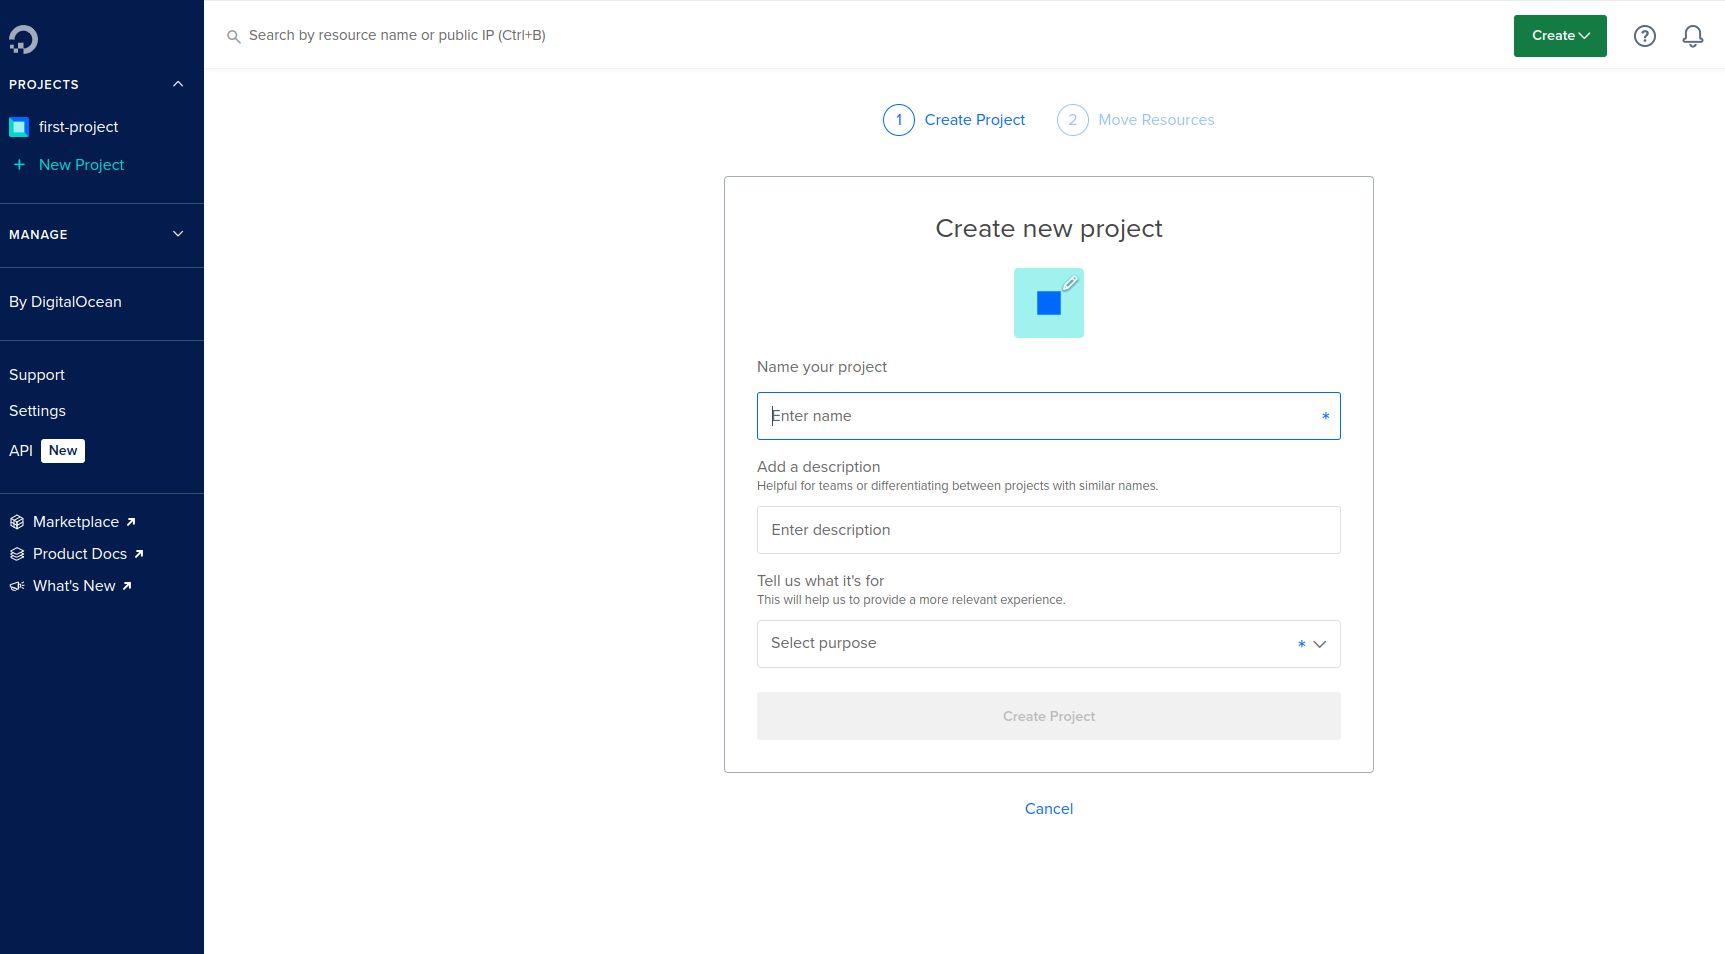 Search by resource name or public IP (Ctrl+B)
Create
PROJECTS
first-project
New Project
MANAGE
By DigitalOcean
Support
Settings
API New
Marketplace
Product Docs
What's New
1 Create Project 2 Move Resources
Create new project
Name your project
Enter name *
Add a description
Helpful for teams or differentiating between projects with similar names.
Enter description
Tell us what it's for
This will help us to provide a more relevant experience.
Select purpose *
Create Project
Cancel